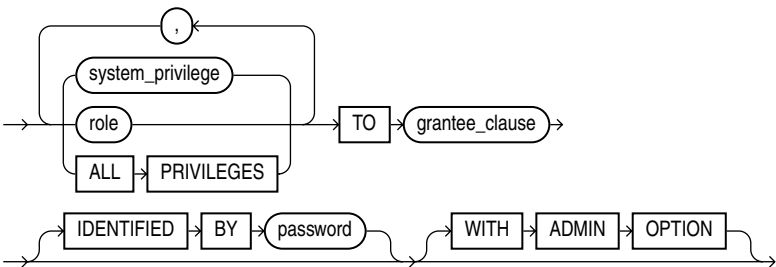 ,
system_privilege
role TO grantee_clause
ALL PRIVILEGES
IDENTIFIED BY password WITH ADMIN OPTION